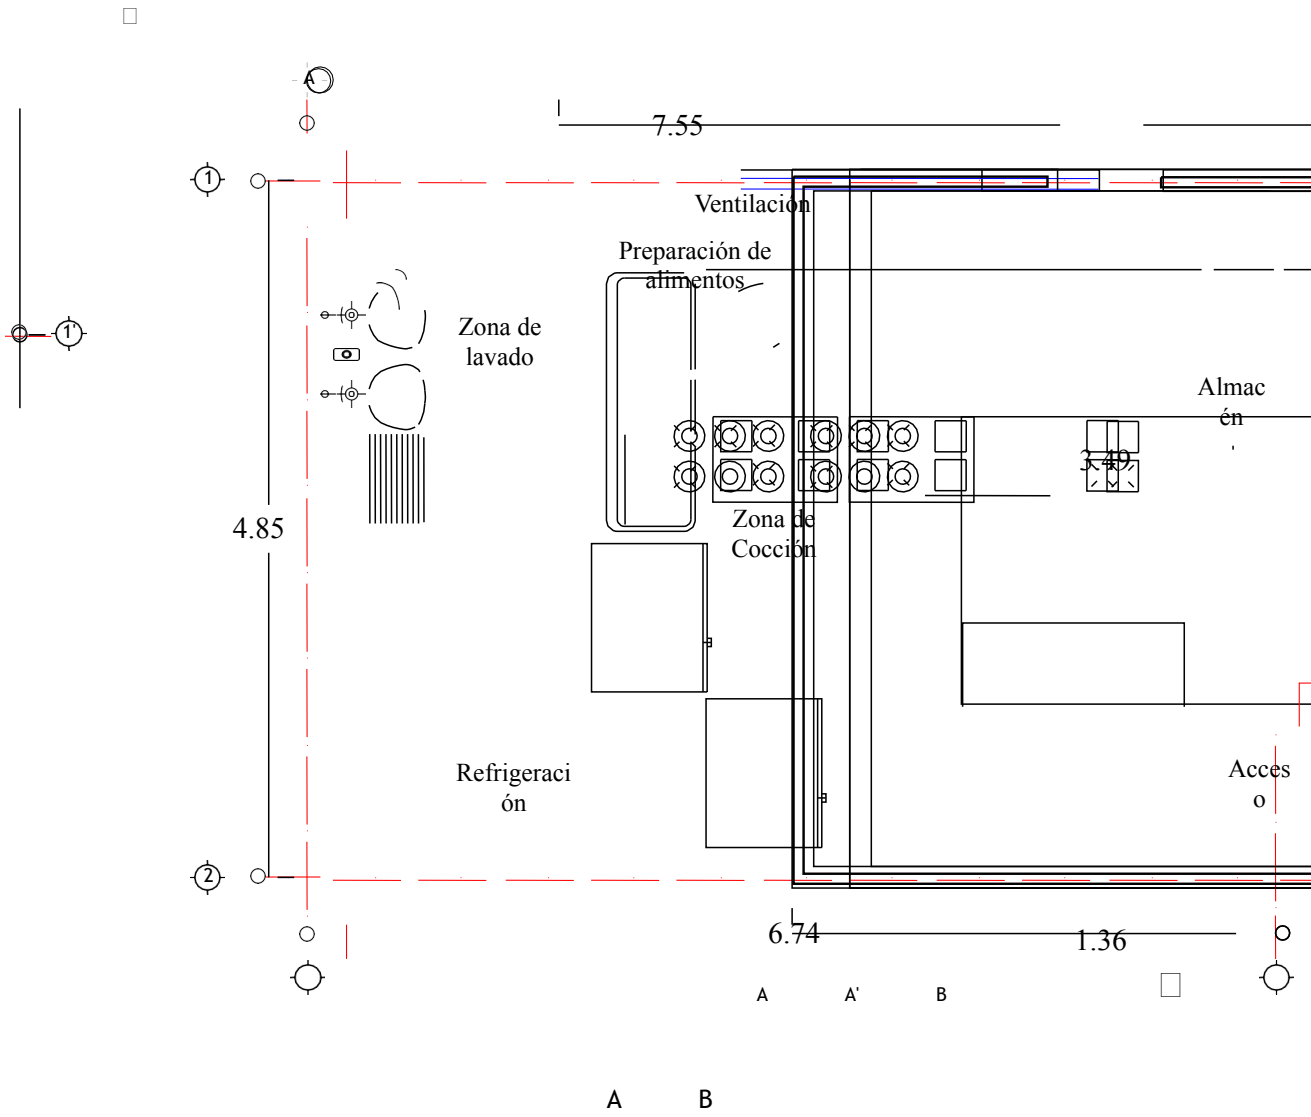 A
7.55
1
Ventilación
Preparación de
alimentos
1'
Zona de
lavado
Almac
én
3.49
4.85
Zona de
Cocción
Refrigeraci
ón
Acces
o
2
6.74
1.36
A A' B
A B